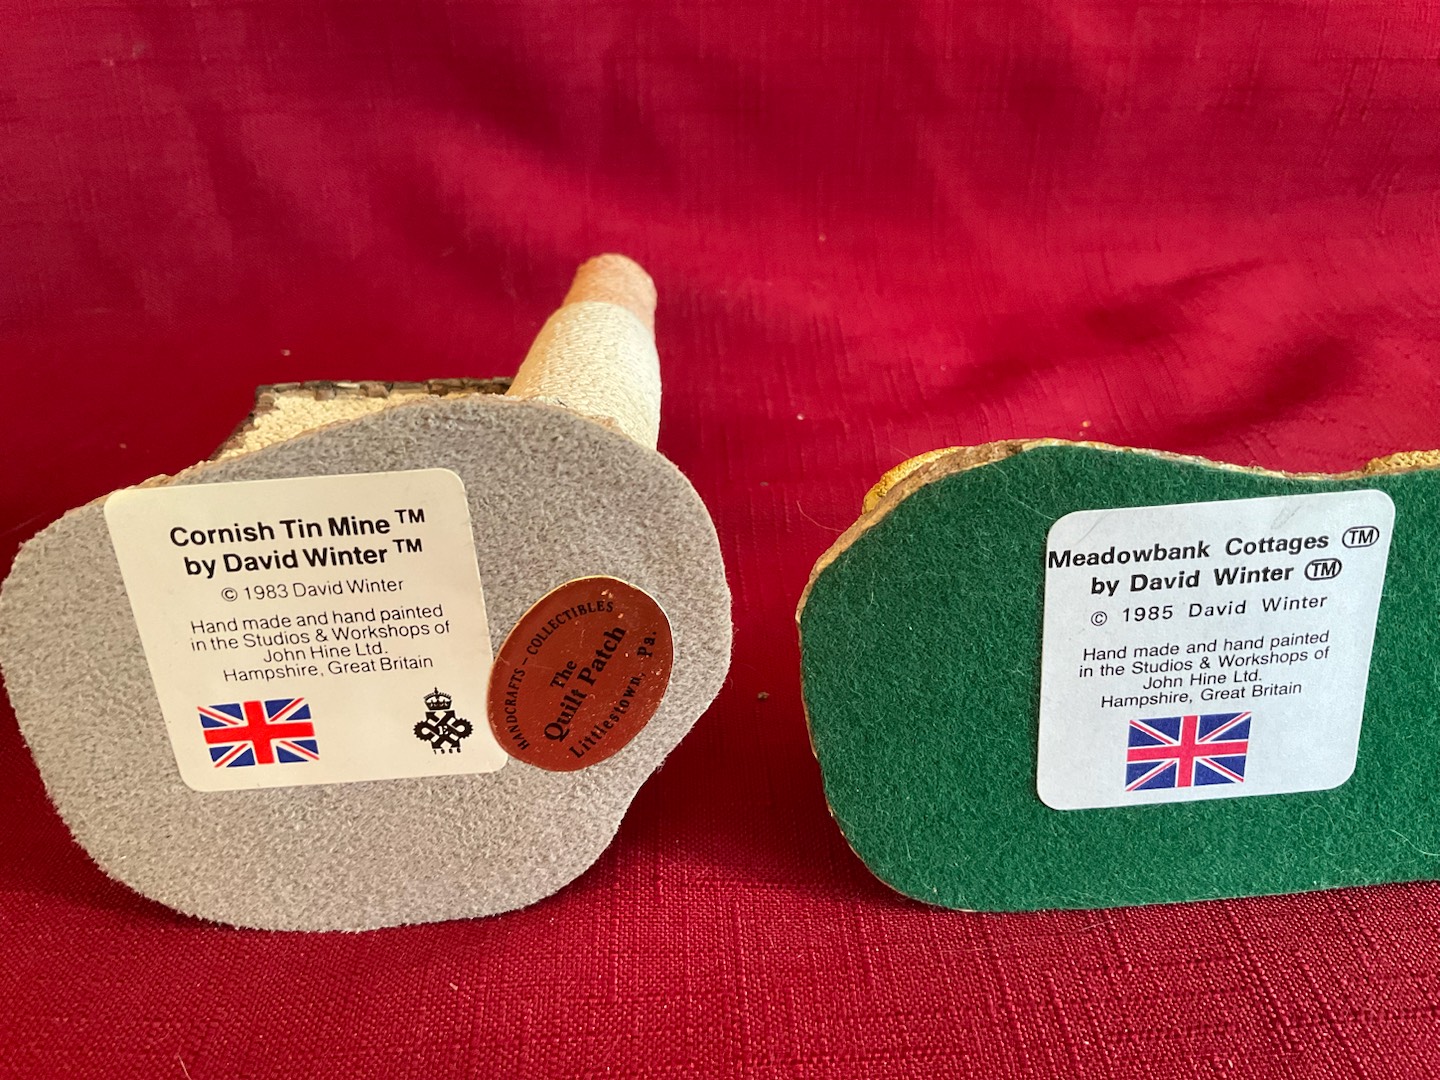 Cornish Tin Mine ™
by David Winter ™
© 1983 David Winter
Hand made and hand painted
in the Studios & Workshops of
John Hine Ltd.
Hampshire, Great Britain
E
HANDCRAFTS – COLLECTIBLES
The
Quilt Patch
Littlestown, Pa.
Meadowbank Cottages TM
by David Winter TM
© 1985 David Winter
Hand made and hand painted
in the Studios & Workshops of
John Hine Ltd.
Hampshire, Great Britain